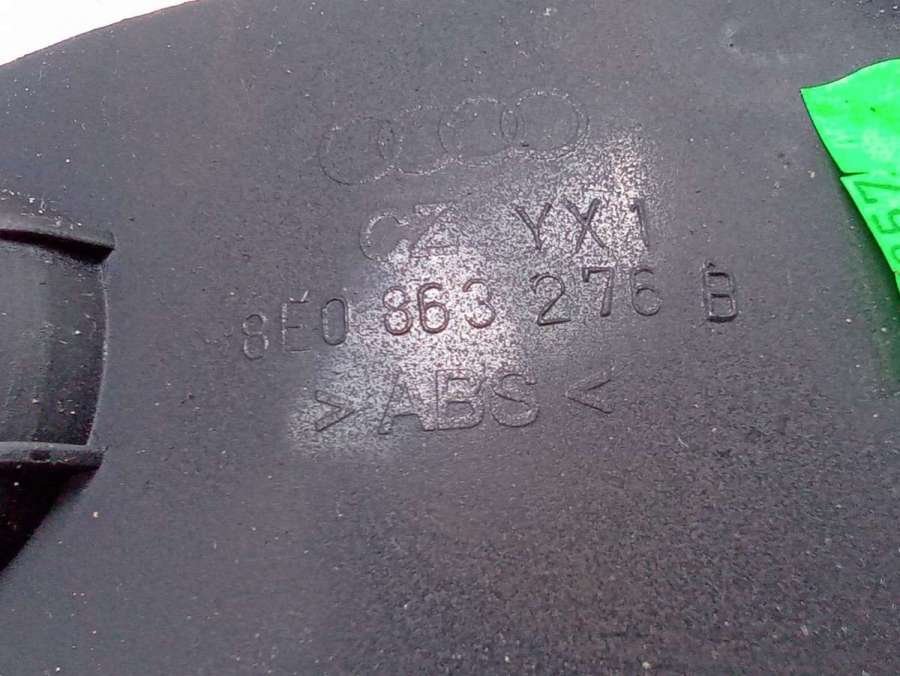 CZ YX1
8E0 863 276 B
>ABS<